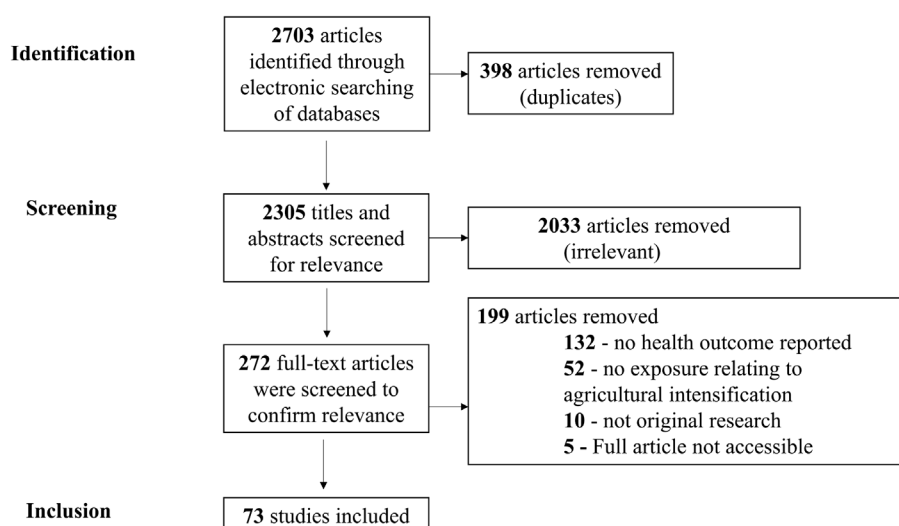 Identification
2703 articles
identified through
electronic searching
of databases
398 articles removed
(duplicates)
Screening
2305 titles and
abstracts screened
for relevance
2033 articles removed
(irrelevant)
272 full-text articles
were screened to
confirm relevance
199 articles removed
132 - no health outcome reported
52 - no exposure relating to
agricultural intensification
10 - not original research
5 - Full article not accessible
Inclusion
73 studies included